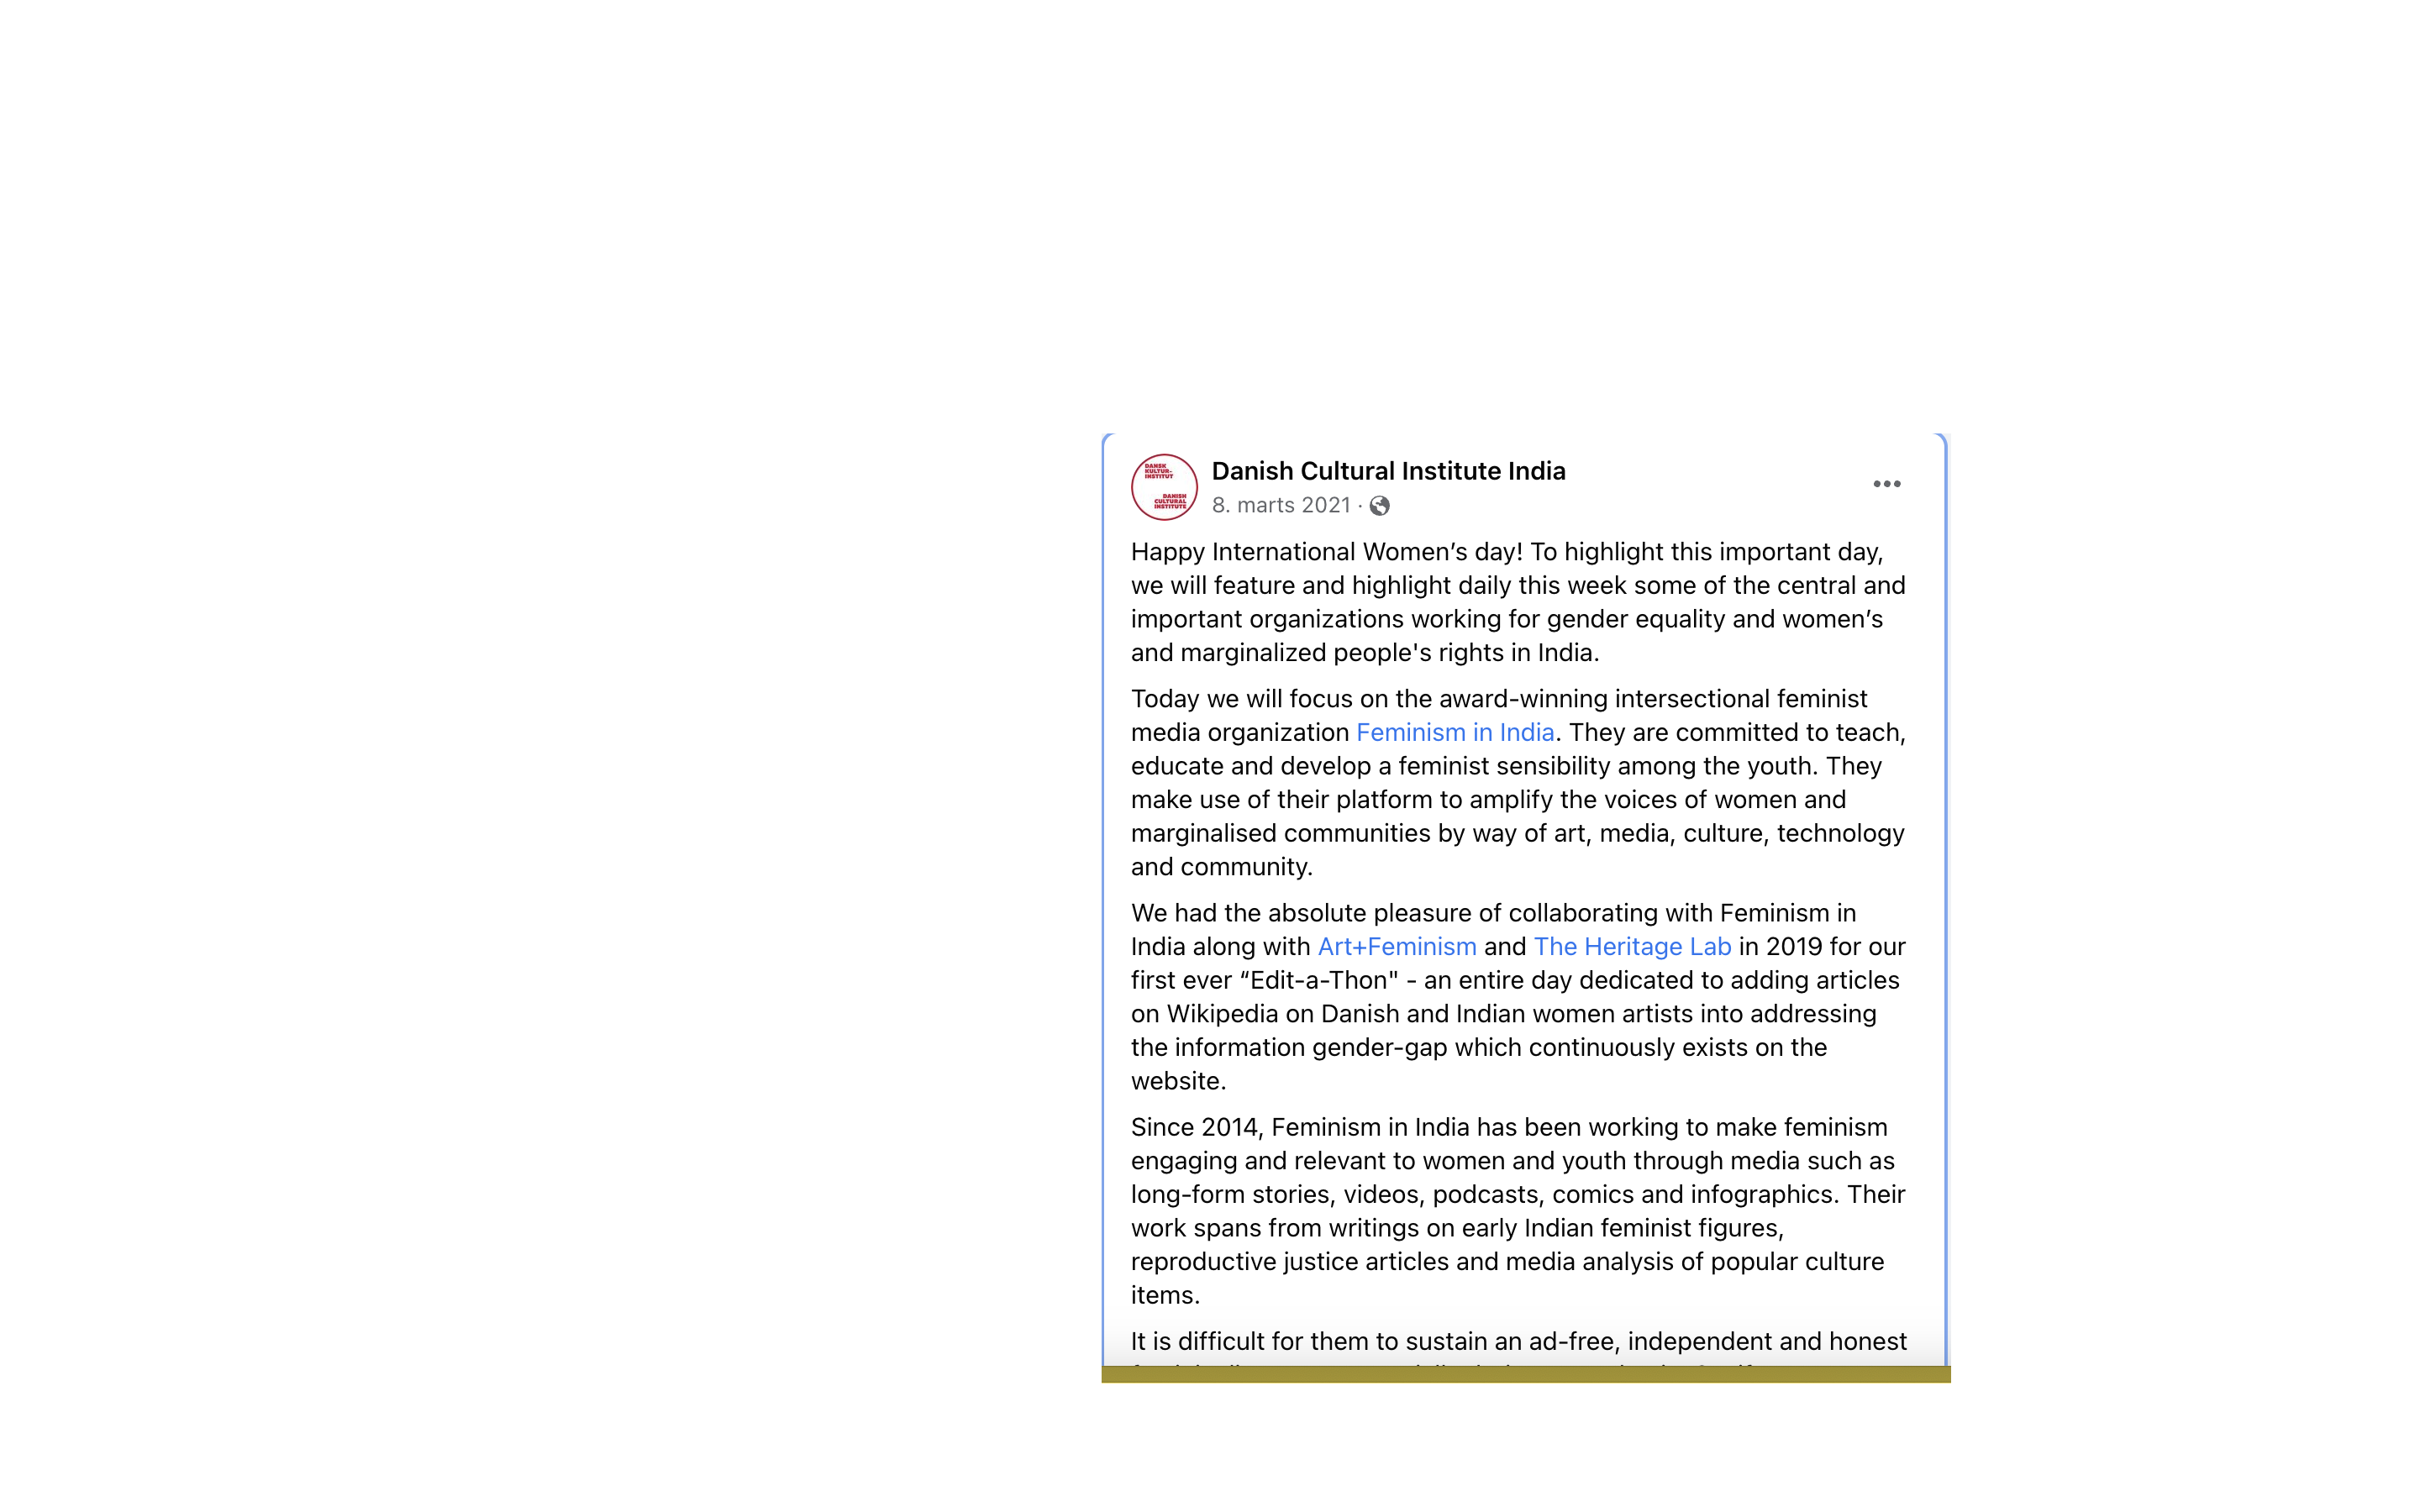 DANSK
KULTUR-
INSTITUT
DANISH
CULTURAL
INSTITUTE
Danish Cultural Institute India
8. marts 2021 ·
Happy International Women’s day! To highlight this important day,
we will feature and highlight daily this week some of the central and
important organizations working for gender equality and women’s
and marginalized people's rights in India.
Today we will focus on the award-winning intersectional feminist
media organization Feminism in India. They are committed to teach,
educate and develop a feminist sensibility among the youth. They
make use of their platform to amplify the voices of women and
marginalised communities by way of art, media, culture, technology
and community.
We had the absolute pleasure of collaborating with Feminism in
India along with Art+Feminism and The Heritage Lab in 2019 for our
first ever “Edit-a-Thon" - an entire day dedicated to adding articles
on Wikipedia on Danish and Indian women artists into addressing
the information gender-gap which continuously exists on the
website.
Since 2014, Feminism in India has been working to make feminism
engaging and relevant to women and youth through media such as
long-form stories, videos, podcasts, comics and infographics. Their
work spans from writings on early Indian feminist figures,
reproductive justice articles and media analysis of popular culture
items.
It is difficult for them to sustain an ad-free, independent and honest